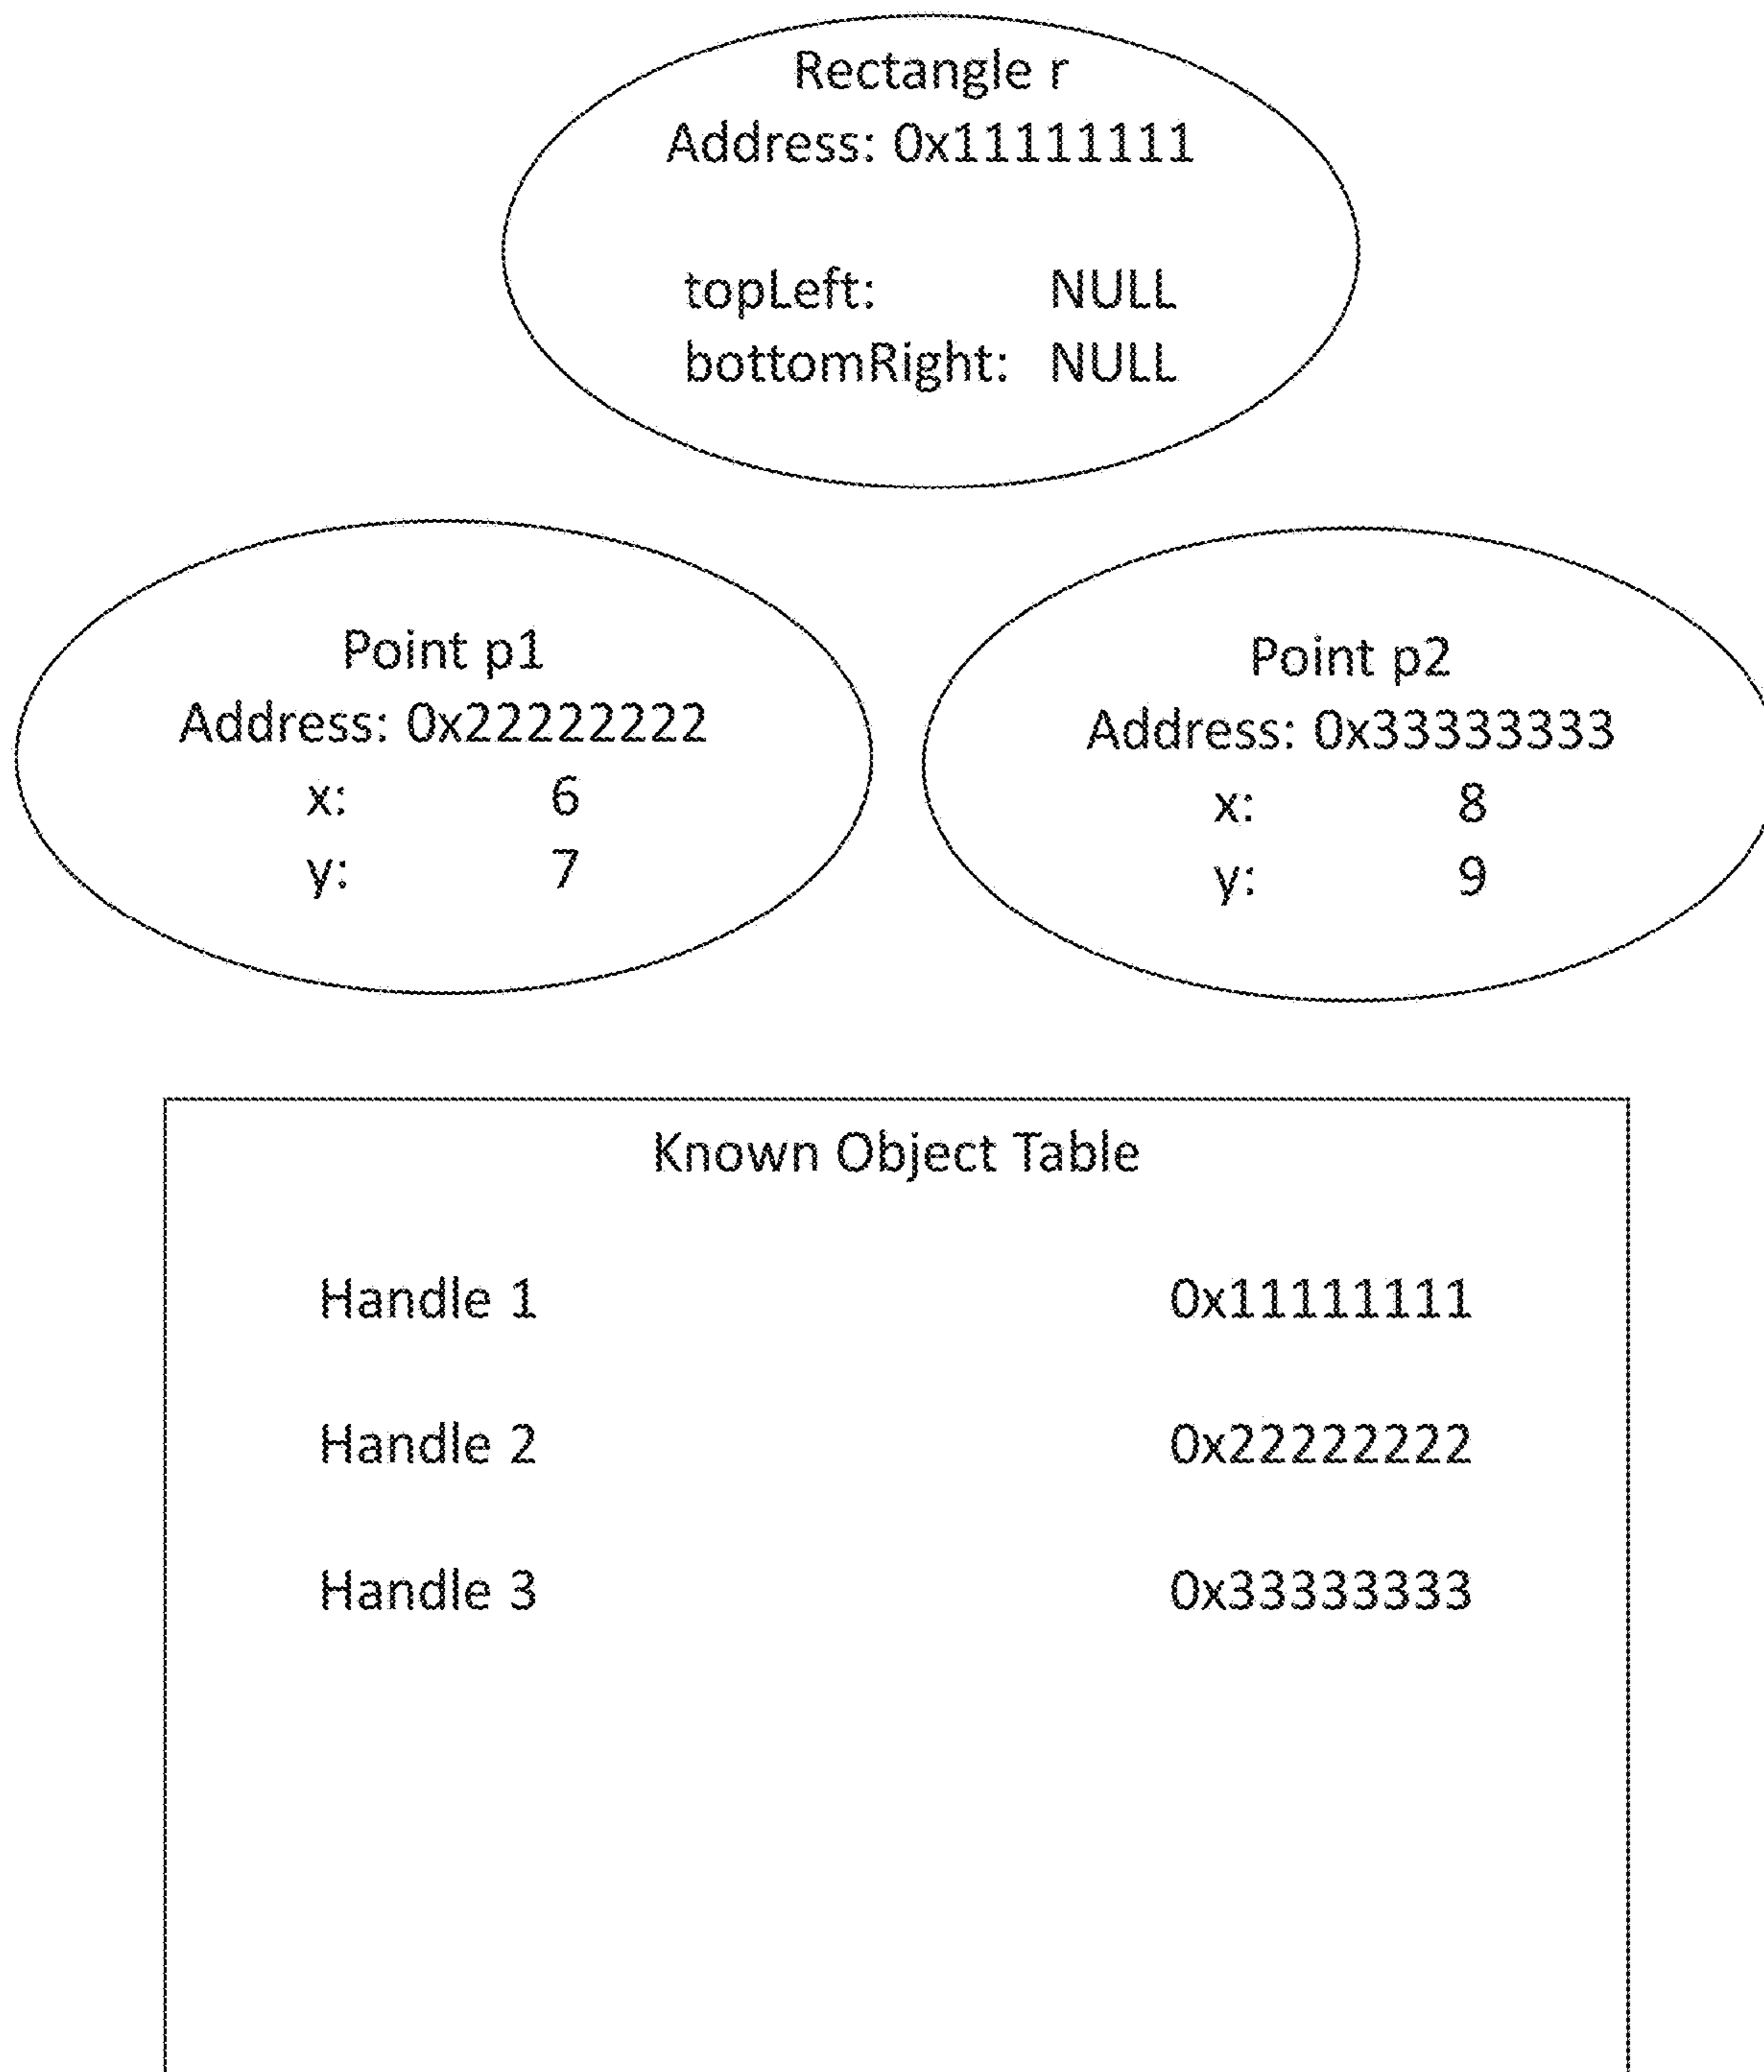 Rectangle r
Address: 0x11111111
topLeft: NULL
bottomRight: NULL
Point p1
Address: 0x22222222
x: 6
y: 7
Point p2
Address: 0x33333333
x: 8
y: 9
Known Object Table
Handle 1 0x11111111
Handle 2 0x22222222
Handle 3 0x33333333